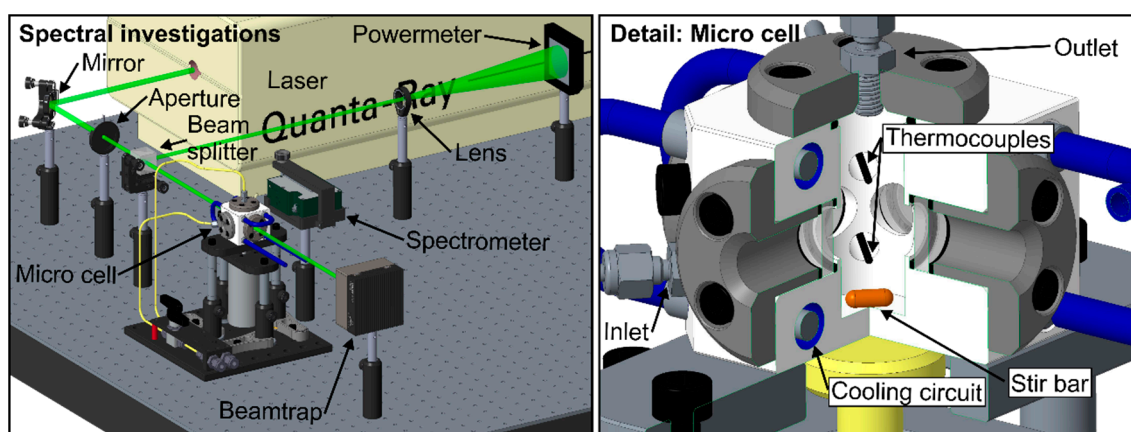 Spectral investigations
Mirror
Aperture
Beam
splitter
Laser
Quanta-Ray
Powermeter
Lens
Spectrometer
Micro cell
Beamtrap
Detail: Micro cell
Outlet
Thermocouples
Inlet
Cooling circuit
Stir bar